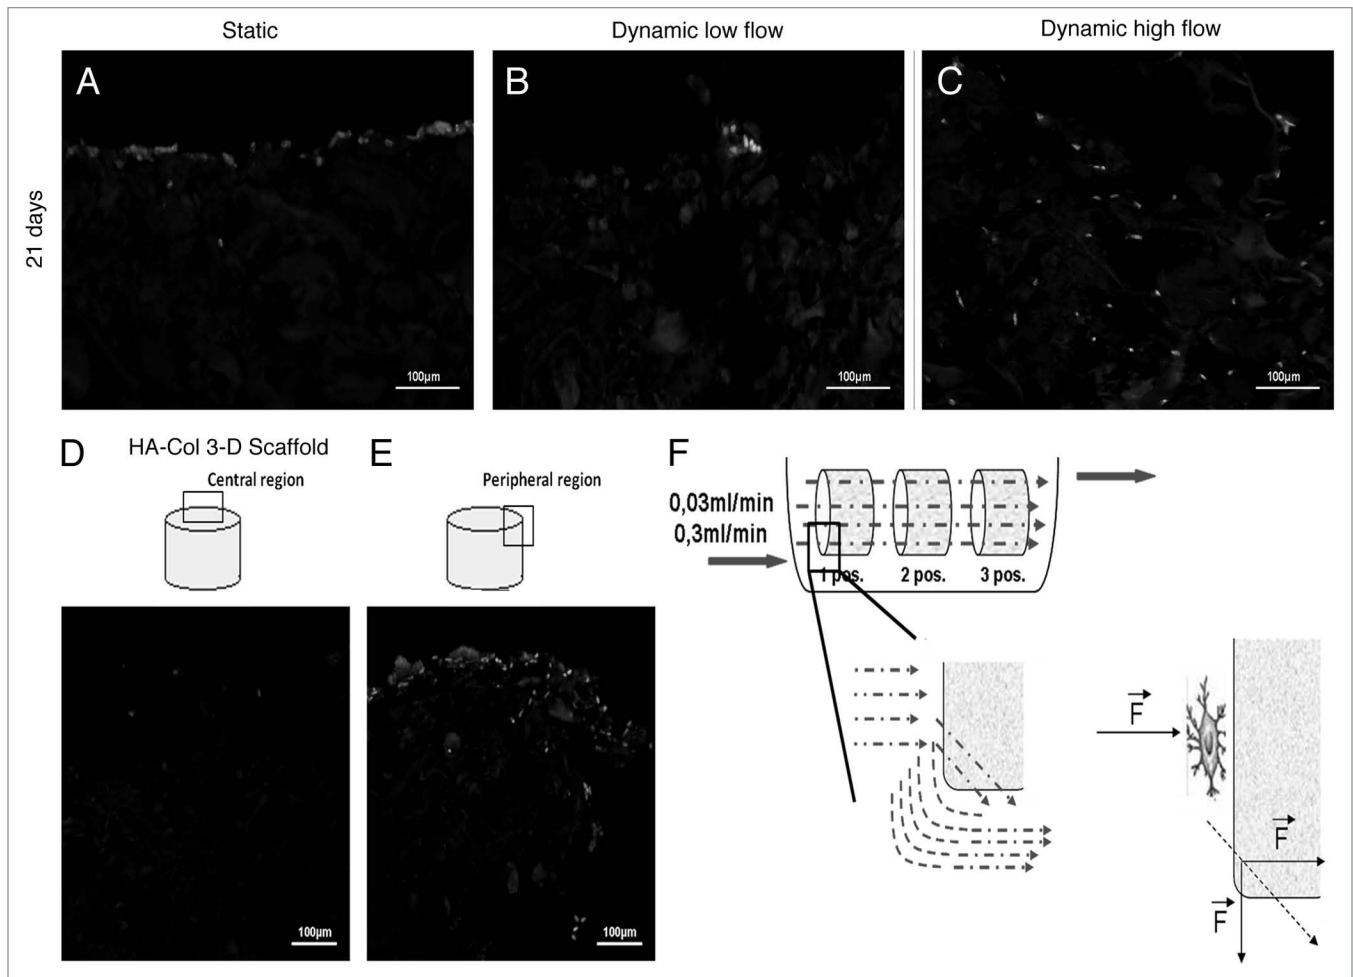 Static
Dynamic low flow
Dynamic high flow
A
B
C
21 days
100µm
100µm
100µm
D
HA-Col 3-D Scaffold
E
F
Central region
Peripheral region
0,03ml/min
0,3ml/min
1 pos.
2 pos.
3 pos.
F
F
F
100µm
100µm